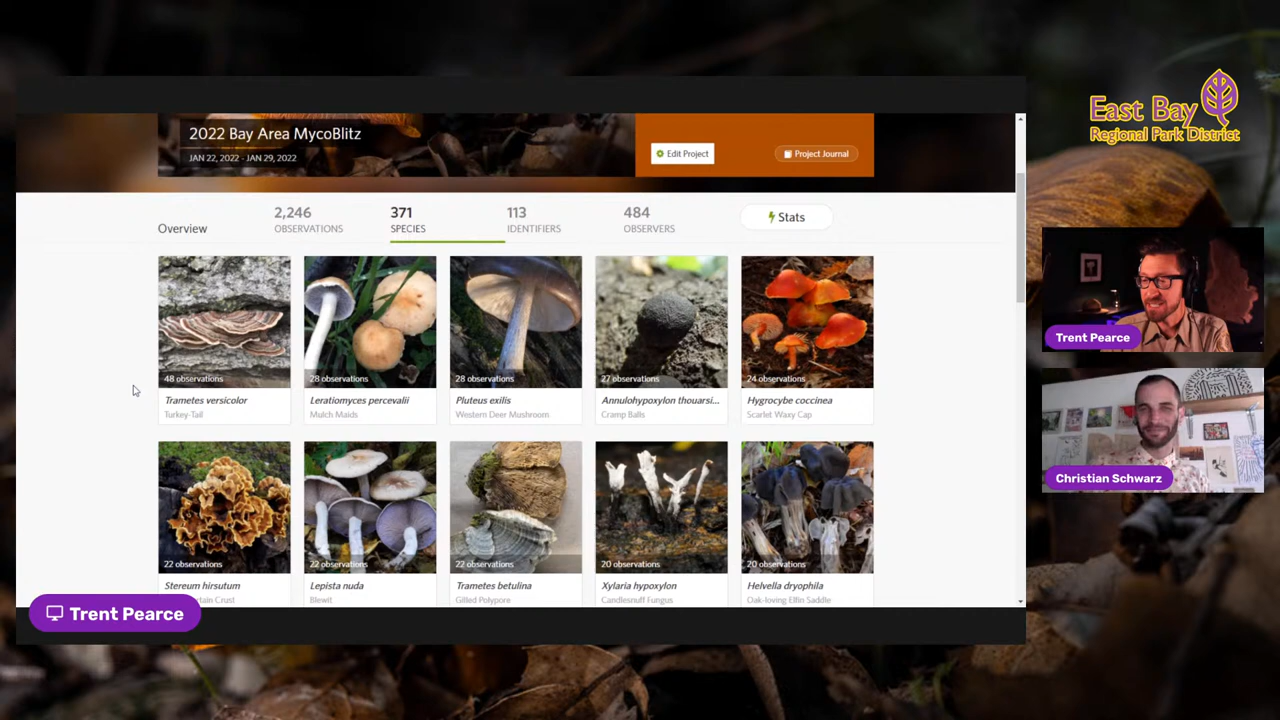 2022 Bay Area MycoBlitz
JAN 22, 2022 - JAN 29, 2022
Edit Project
Project Journal
Overview
2,246
OBSERVATIONS
371
SPECIES
113
IDENTIFIERS
484
OBSERVERS
Stats
48 observations
Trametes versicolor
Turkey-Tail
28 observations
Leratiomyces percevalii
Mulch Maids
28 observations
Pluteus exilis
Western Deer Mushroom
27 observations
Annulohypoxylon thouarsi...
Cramp Balls
24 observations
Hygrocybe coccinea
Scarlet Waxy Cap
22 observations
Stereum hirsutum
Crust
22 observations
Lepista nuda
Blewit
22 observations
Trametes betulina
Gilled Polypore
20 observations
Xylaria hypoxylon
Candlesnuff Fungus
20 observations
Helvella dryophila
Oak-loving Elfin Saddle
Trent Pearce
East Bay
Regional Park District
Trent Pearce
Christian Schwarz